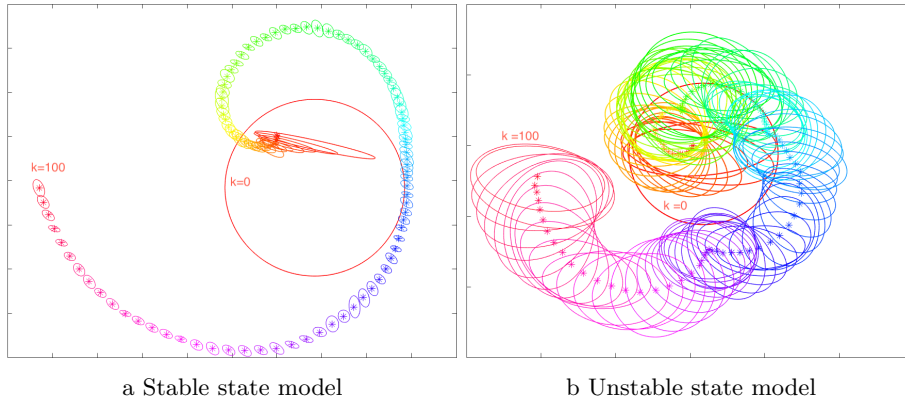 k=100
k=0
k =100
k =0
a Stable state model
b Unstable state model